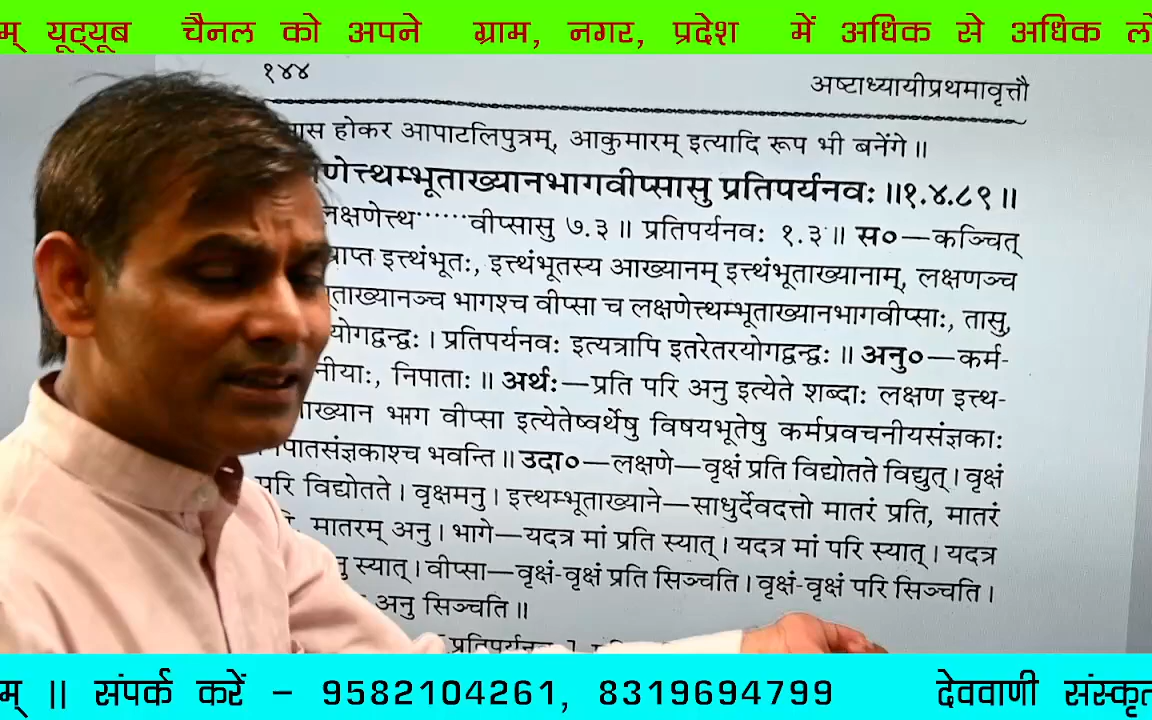 म् यूट्यूब चैनल को अपने ग्राम, नगर, प्रदेश में अधिक से अधिक
१४४
अष्टाध्यायीप्रथमावृत्तौ
होकर आपाटलिपुत्रम्, आकुमारम् इत्यादि रूप भी बनेंगे ॥
णेत्त्थम्भूताख्यानभागवीप्सासु प्रतिपर्यनवः ॥१.४.८९॥
लक्षणेत्त्थ······वीप्सासु ७.३॥ प्रतिपर्यनवः १.३॥ स०—कञ्चित्
इत्त्थंभूतः, इत्त्थंभूतस्य आख्यानम् इत्त्थंभूताख्यानाम्, लक्षणञ्च
ताख्यानञ्च भागश्च वीप्सा च लक्षणेत्त्थम्भूताख्यानभागवीप्साः, तासु,
योगद्वन्द्वः । प्रतिपर्यनवः इत्यत्रापि इतरेतरयोगद्वन्द्वः ॥ अनु०—कर्म-
नीयाः, निपाताः ॥ अर्थः—प्रति परि अनु इत्येते शब्दाः लक्षण इत्त्थ-
ाख्यान भाग वीप्सा इत्येतेष्वर्थेषु विषयभूतेषु कर्मप्रवचनीयसंज्ञकाः
पातसंज्ञकाश्च भवन्ति ॥ उदा०—लक्षणे—वृक्षं प्रति विद्योतते विद्युत् । वृक्षं
परि विद्योतते । वृक्षमनु । इत्त्थम्भूताख्याने—साधुर्देवदत्तो मातरं प्रति, मातरं
मातरम् अनु । भागे—यदत्र मां प्रति स्यात् । यदत्र मां परि स्यात् । यदत्र
स्यात् । वीप्सा—वृक्षं-वृक्षं प्रति सिञ्चति । वृक्षं-वृक्षं परि सिञ्चति ।
अनु सिञ्चति ॥
म् || संपर्क करें – 9582104261, 8319694799 देववाणी संस्कृत